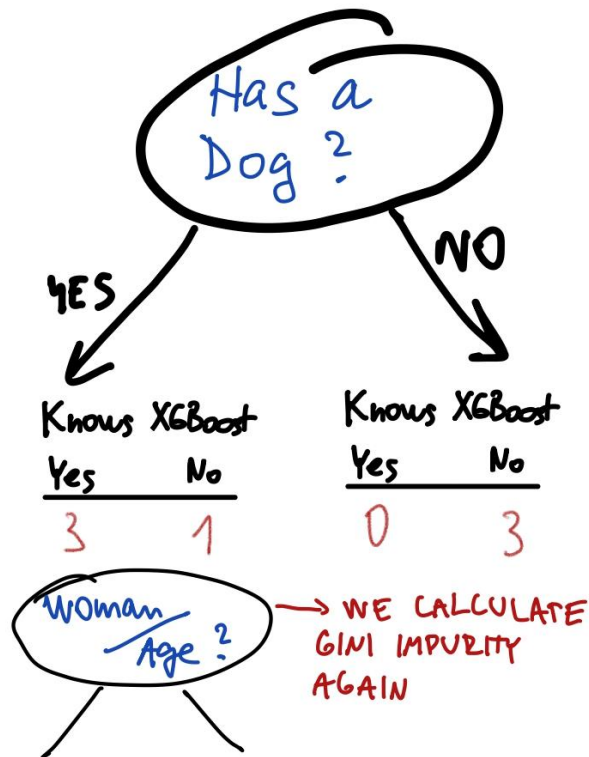 Has a
Dog?
YES
NO
Knows XGBoost
Yes No
3 1
Knows XGBoost
Yes No
0 3
Woman/
Age?
→ WE CALCULATE
GINI IMPURITY
AGAIN